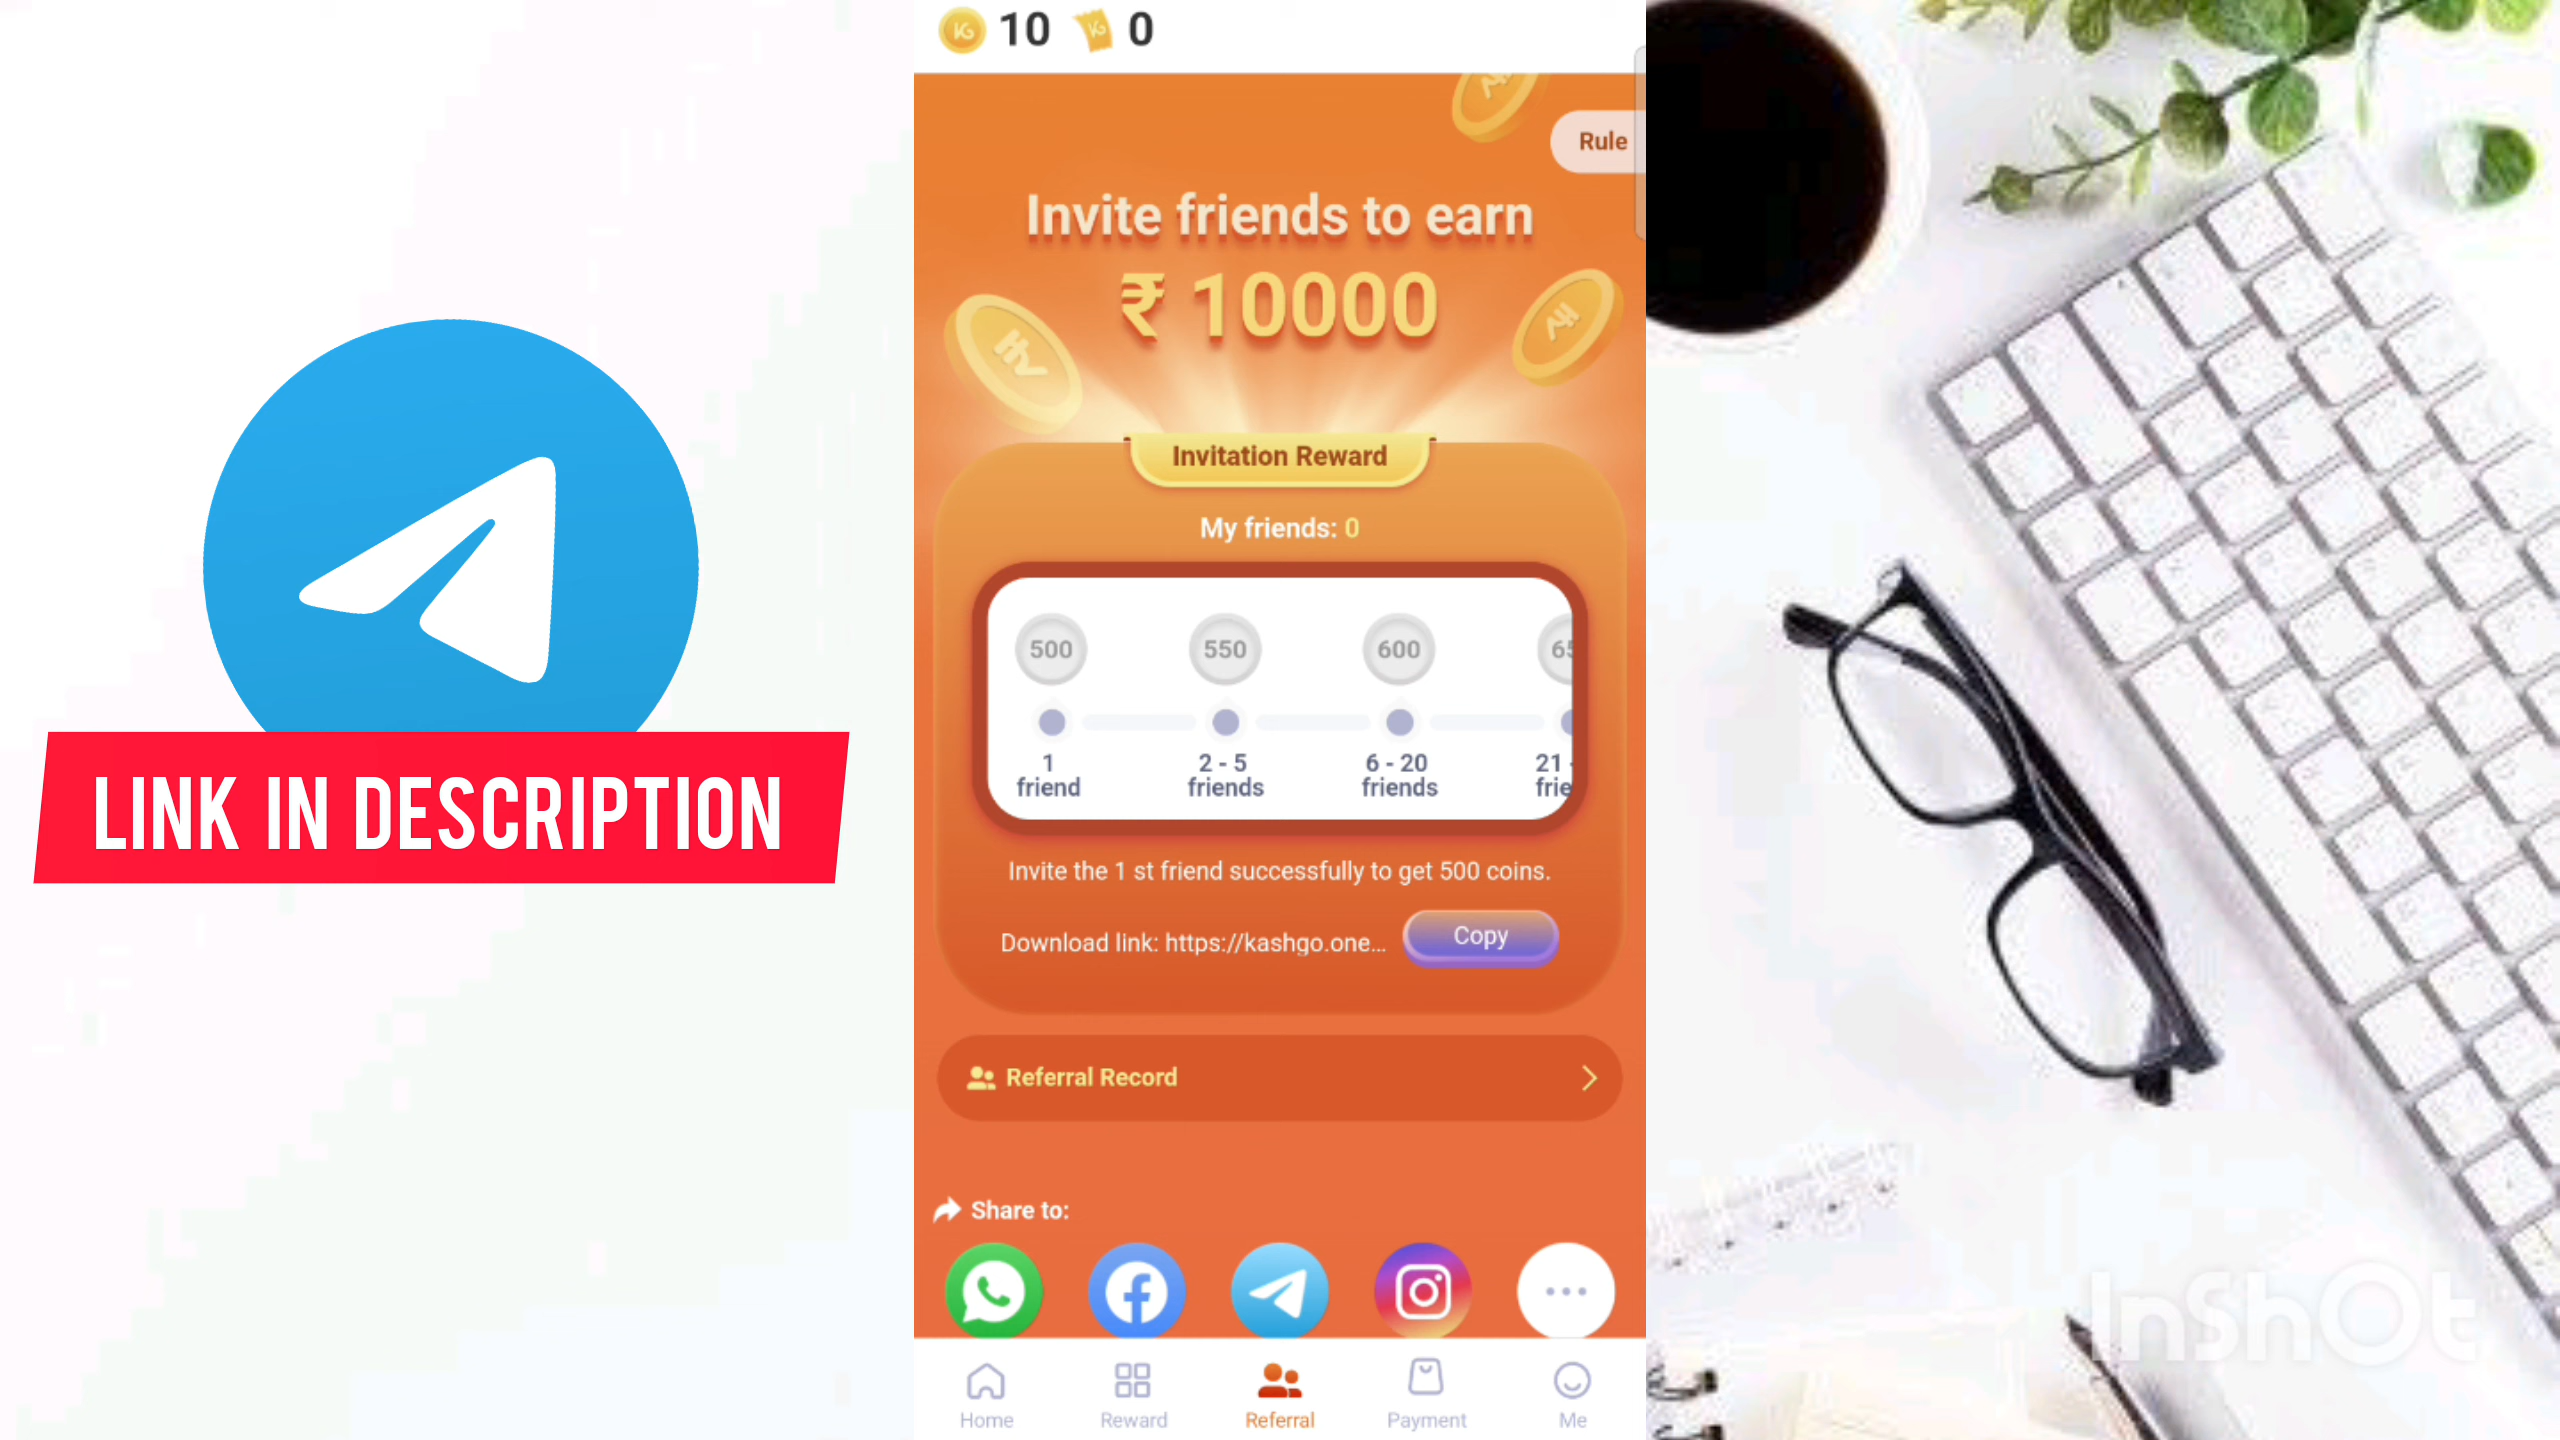 10 0
Rule
Invite friends to earn
₹ 10000
Invitation Reward
My friends: 0
500 550 600 65
1 friend
2 - 5 friends
6 - 20 friends
21 -
Invite the 1 st friend successfully to get 500 coins.
Download link: https://kashgo.one... Copy
Referral Record
Share to:
Home Reward Referral Payment Me
LINK IN DESCRIPTION
InShOt